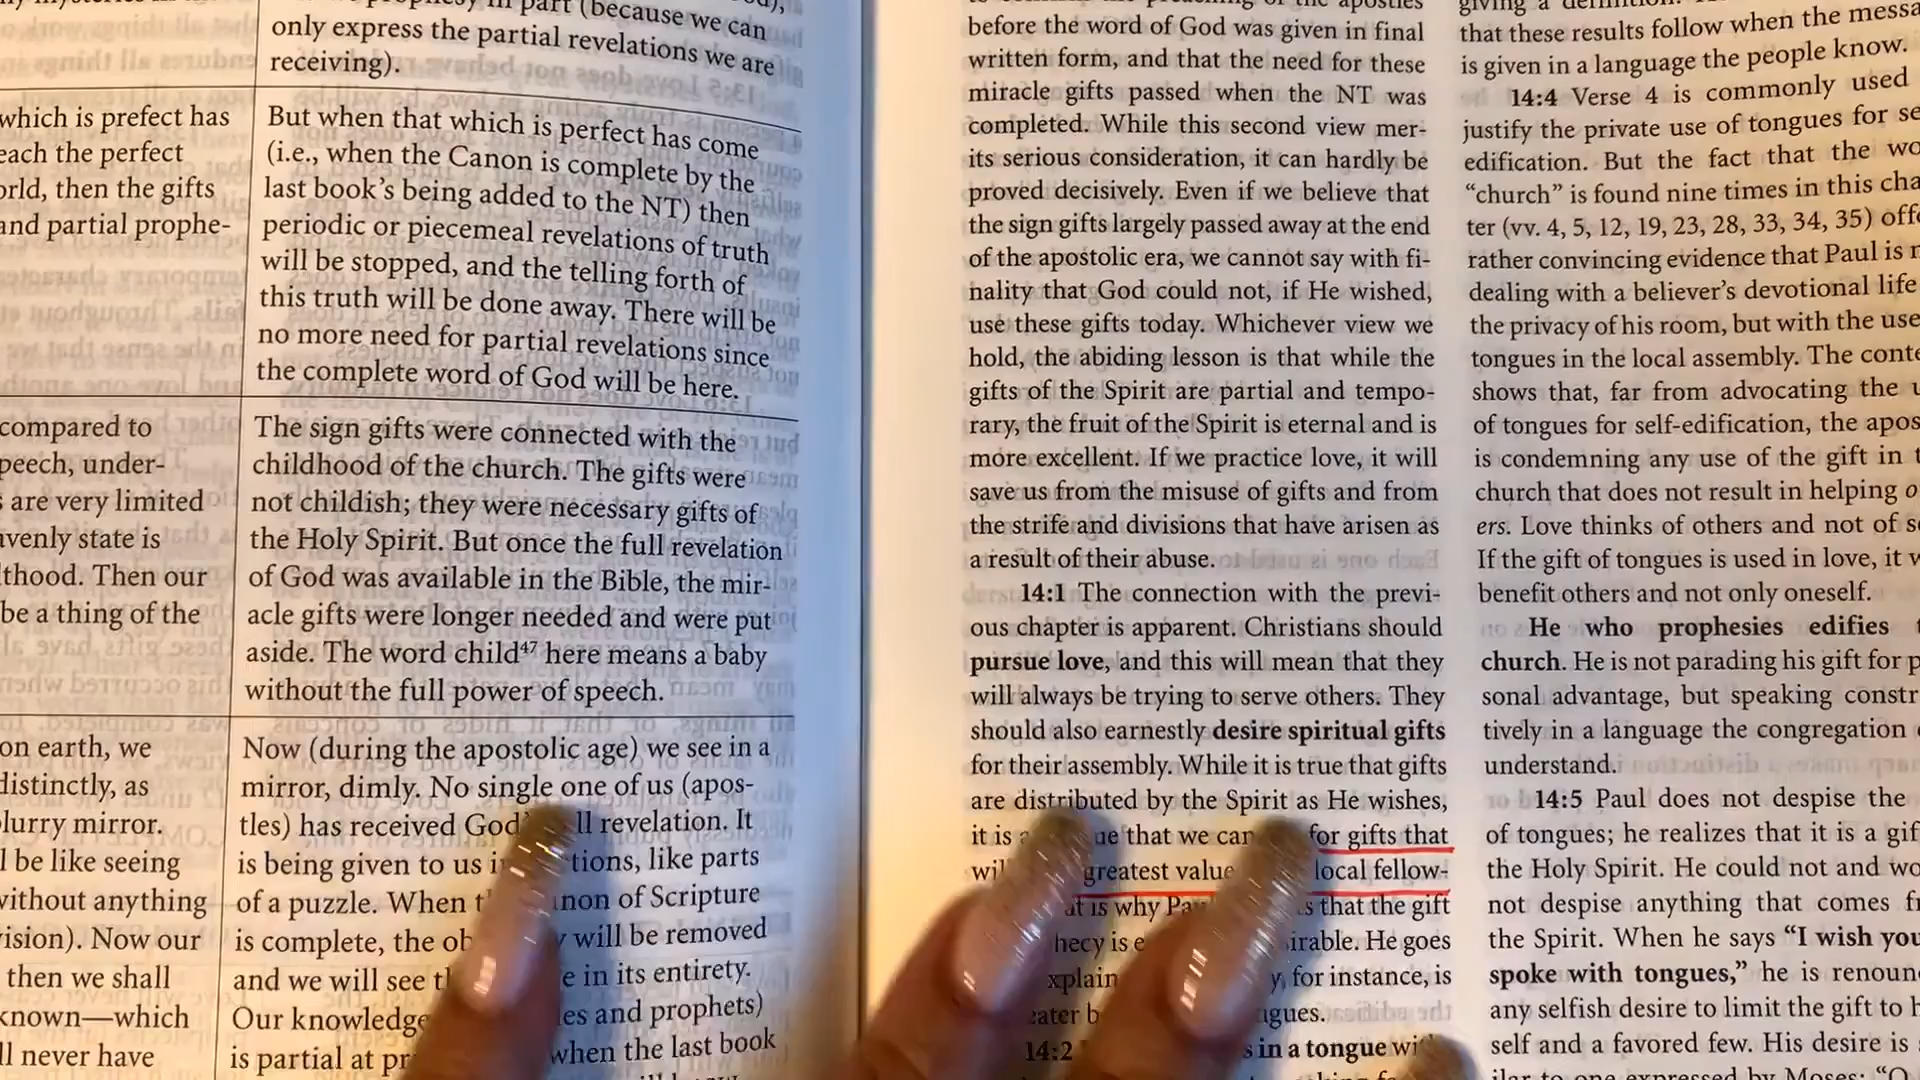 only express the partial revelations we are
receiving).
which is prefect has
each the perfect
then the gifts
and partial prophe-
But when that which is perfect has come
(i.e., when the Canon is complete by the
last book's being added to the NT) then
periodic or piecemeal revelations of truth
will be stopped, and the telling forth of
this truth will be done away. There will be
no more need for partial revelations since
the complete word of God will be here.
compared to
are very limited
state is
Then our
be a thing of the
The sign gifts were connected with the
childhood of the church. The gifts were
not childish; they were necessary gifts of
the Holy Spirit. But once the full revelation
of God was available in the Bible, the mir-
acle gifts were longer needed and were put
aside. The word child⁴⁷ here means a baby
without the full power of speech.
on earth, we
distinctly, as
mirror.
be like seeing
without anything
Now our
then we shall
known—which
never have
Now (during the apostolic age) we see in a
mirror, dimly. No single one of us (apos-
tles) has received revelation. It
is being given to us like parts
of a puzzle. When of Scripture
is complete, the will be removed
and we will see in its entirety.
Our knowledge and prophets)
is partial at when the last book
before the word of God was given in final
written form, and that the need for these
miracle gifts passed when the NT was
completed. While this second view mer-
its serious consideration, it can hardly be
proved decisively. Even if we believe that
the sign gifts largely passed away at the end
of the apostolic era, we cannot say with fi-
nality that God could not, if He wished,
use these gifts today. Whichever view we
hold, the abiding lesson is that while the
gifts of the Spirit are partial and tempo-
rary, the fruit of the Spirit is eternal and is
more excellent. If we practice love, it will
save us from the misuse of gifts and from
the strife and divisions that have arisen as
a result of their abuse.
14:1 The connection with the previ-
ous chapter is apparent. Christians should
pursue love, and this will mean that they
will always be trying to serve others. They
should also earnestly desire spiritual gifts
for their assembly. While it is true that gifts
are distributed by the Spirit as He wishes,
it is that we can for gifts that
greatest value local fellow-
is why that the gift
is He goes
for instance, is
14:2 in a tongue
giving a
that these results follow when the
is given in a language the people know.
14:4 Verse 4 is commonly used
justify the private use of tongues for
edification. But the fact that the
"church" is found nine times in this
ter (vv. 4, 5, 12, 19, 23, 28, 33, 34, 35)
rather convincing evidence that Paul is
dealing with a believer's devotional life
the privacy of his room, but with the use
tongues in the local assembly. The
shows that, far from advocating the
of tongues for self-edification, the
is condemning any use of the gift in
church that does not result in helping
ers. Love thinks of others and not of
If the gift of tongues is used in love, it
benefit others and not only oneself.
He who prophesies edifies
church. He is not parading his gift for
sonal advantage, but speaking
tively in a language the congregation
understand.
14:5 Paul does not despise the
of tongues; he realizes that it is a
the Holy Spirit. He could not and
not despise anything that comes
the Spirit. When he says "I wish you
spoke with tongues," he is
any selfish desire to limit the gift to
self and a favored few. His desire is
to one expressed by Moses: